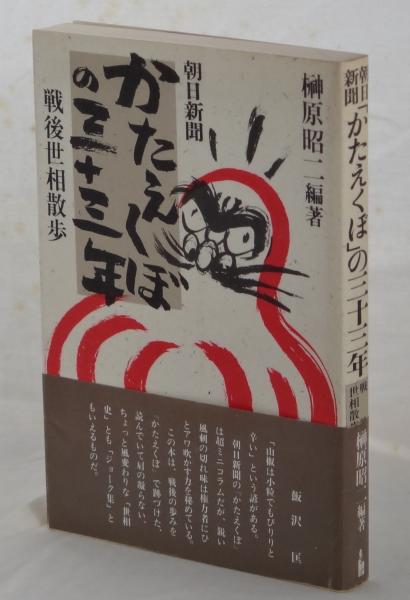 榊原昭二編著
朝日新聞
かたえくぼ
の三十三年
戦後世相散歩
飯沢 匡
「山椒は小粒でもぴりりと
辛い」という諺がある。
朝日新聞の『かたえくぼ』
は超ミニコラムだが、鋭い
風刺の切れ味は権力者にひ
とアワ吹かす力を秘めている。
この本は、戦後の歩みを
『かたえくぼ』で跡づけた、
読んでいて肩の凝らない、
ちょっと風変わりな「世相
史」とも「ジョーク集」と
もいえるものだ。
朝日新聞「かたえくぼ」の三十三年
世相散
榊原昭二編著